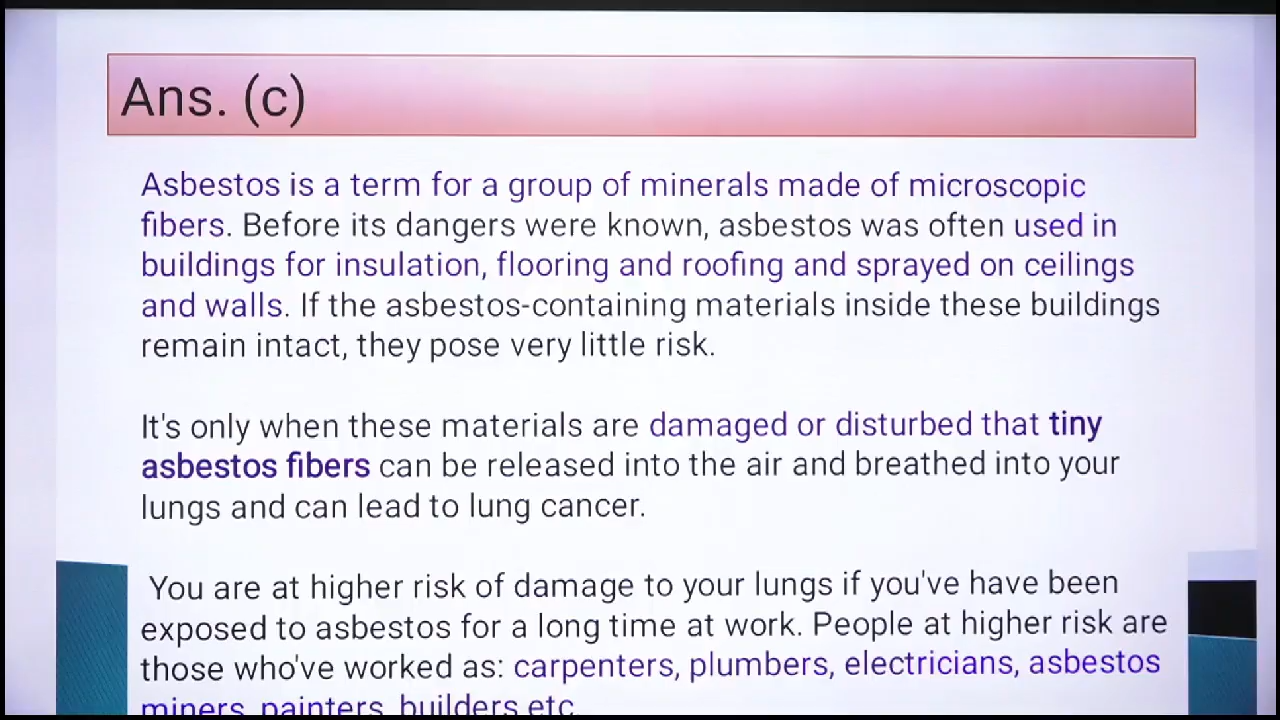 Ans. (c)
Asbestos is a term for a group of minerals made of microscopic
fibers. Before its dangers were known, asbestos was often used in
buildings for insulation, flooring and roofing and sprayed on ceilings
and walls. If the asbestos-containing materials inside these buildings
remain intact, they pose very little risk.
It's only when these materials are damaged or disturbed that tiny
asbestos fibers can be released into the air and breathed into your
lungs and can lead to lung cancer.
You are at higher risk of damage to your lungs if you've have been
exposed to asbestos for a long time at work. People at higher risk are
those who've worked as: carpenters, plumbers, electricians, asbestos
miners, painters, builders etc.